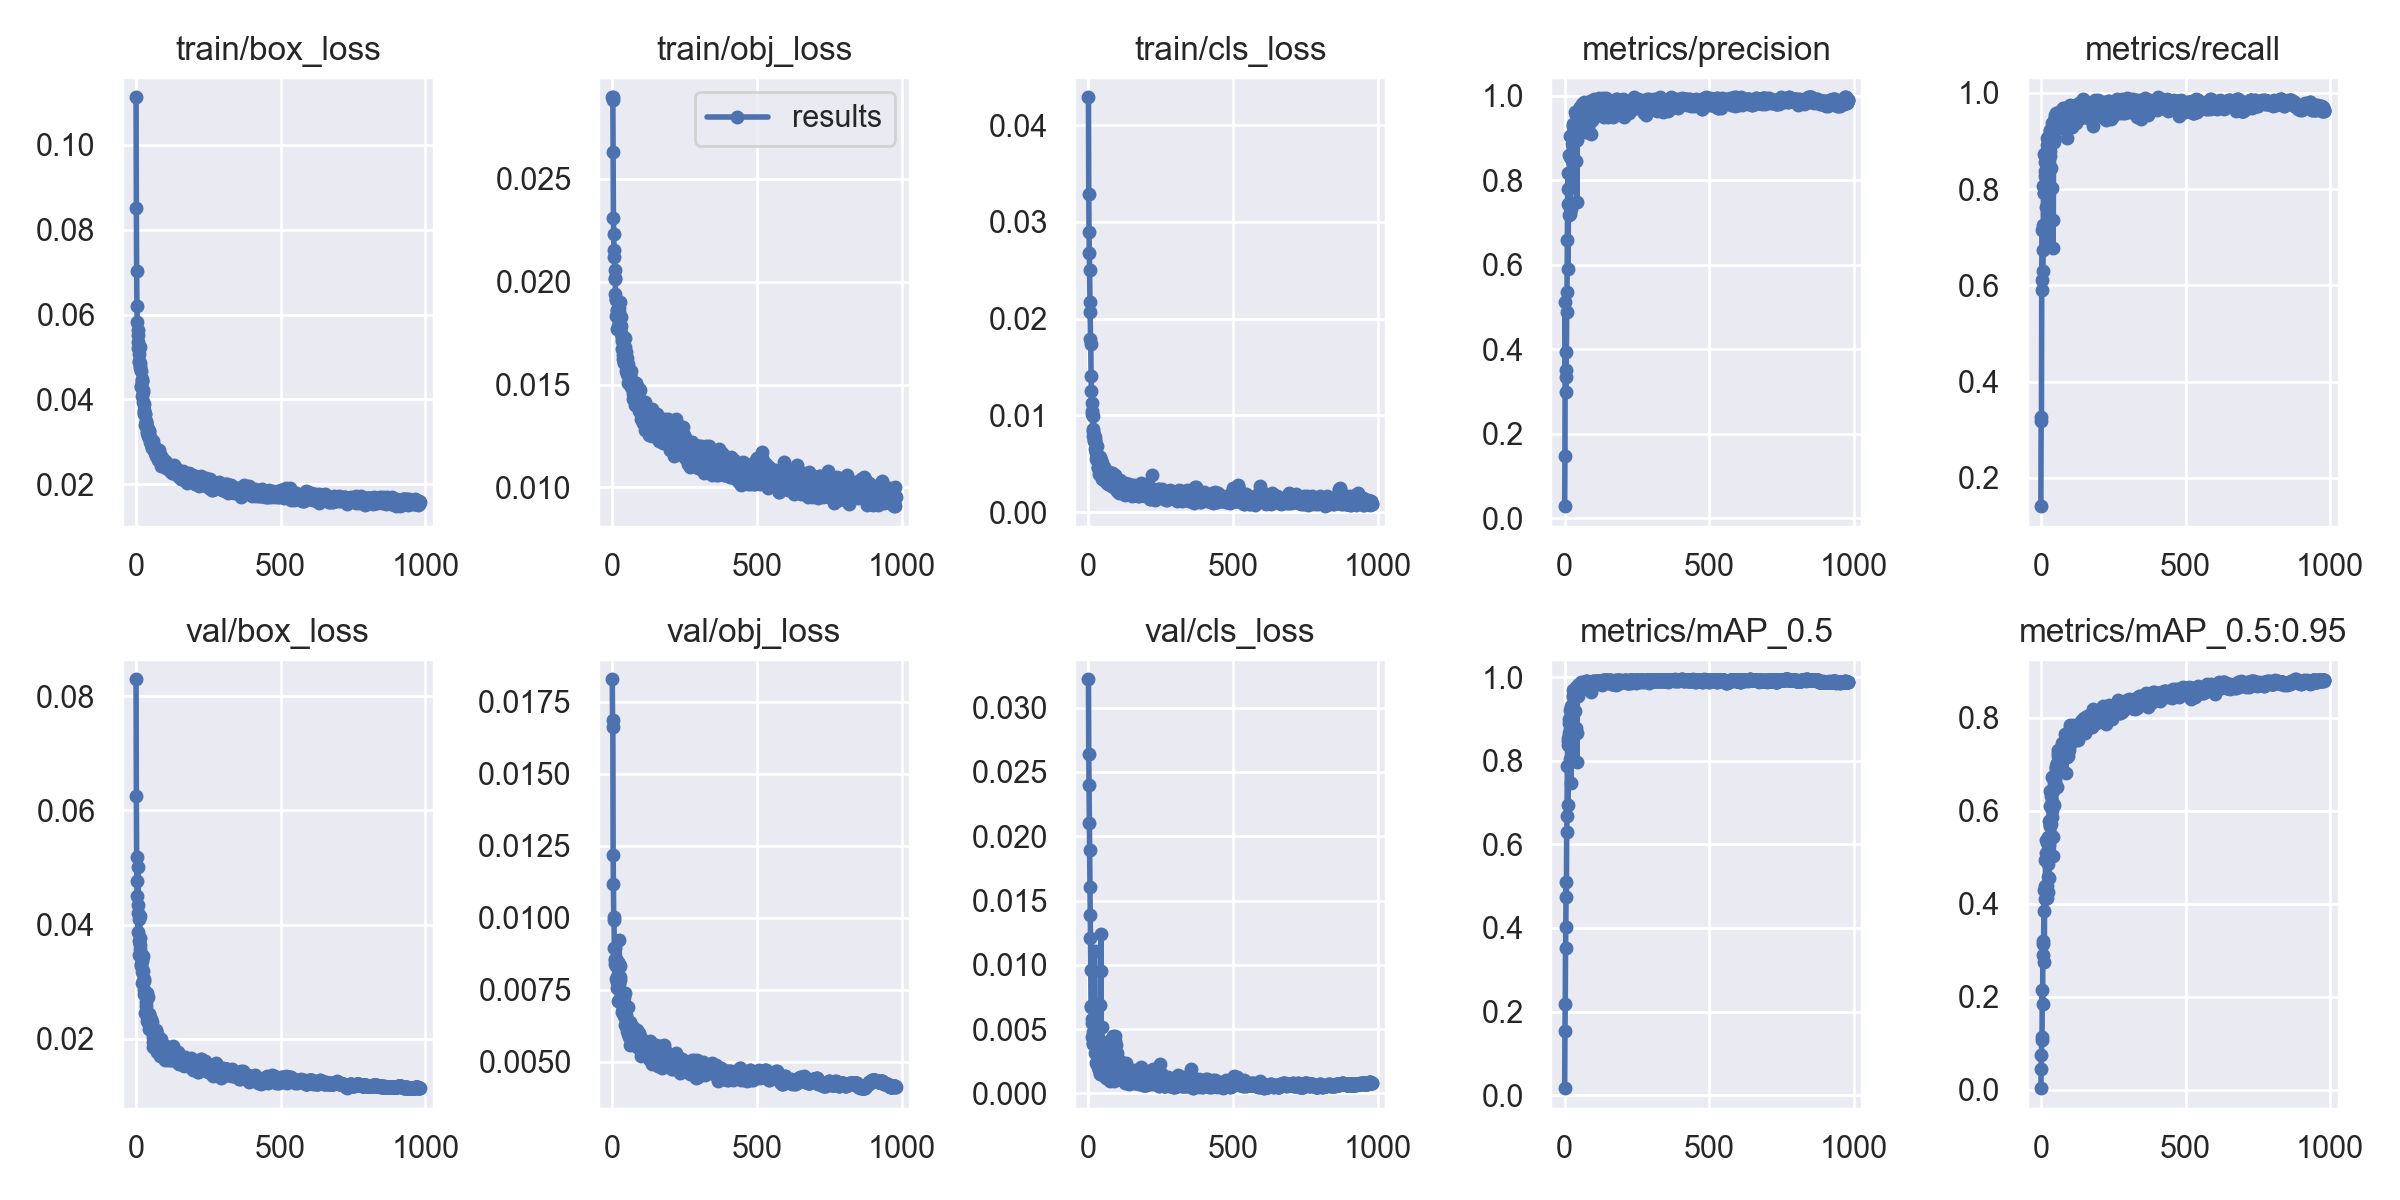 train/box_loss
0.10
0.08
0.06
0.04
0.02
0 500 1000
train/obj_loss
results
0.025
0.020
0.015
0.010
0 500 1000
train/cls_loss
0.04
0.03
0.02
0.01
0.00
0 500 1000
metrics/precision
1.0
0.8
0.6
0.4
0.2
0.0
0 500 1000
metrics/recall
1.0
0.8
0.6
0.4
0.2
0 500 1000
val/box_loss
0.08
0.06
0.04
0.02
0 500 1000
val/obj_loss
0.0175
0.0150
0.0125
0.0100
0.0075
0.0050
0 500 1000
val/cls_loss
0.030
0.025
0.020
0.015
0.010
0.005
0.000
0 500 1000
metrics/mAP_0.5
1.0
0.8
0.6
0.4
0.2
0.0
0 500 1000
metrics/mAP_0.5:0.95
0.8
0.6
0.4
0.2
0.0
0 500 1000